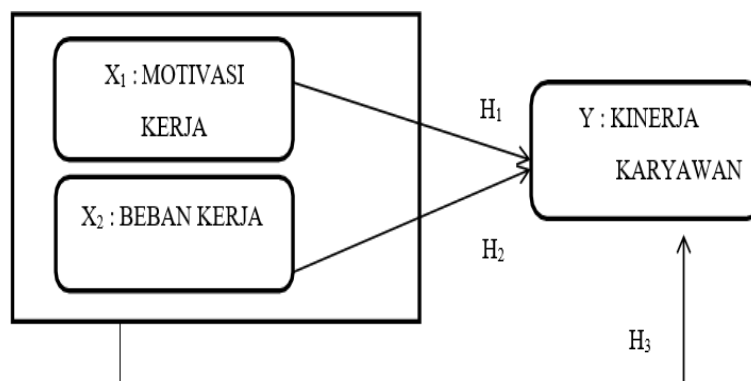 X₁ : MOTIVASI
KERJA
X₂ : BEBAN KERJA
H₁
H₂
Y : KINERJA
KARYAWAN
H₃